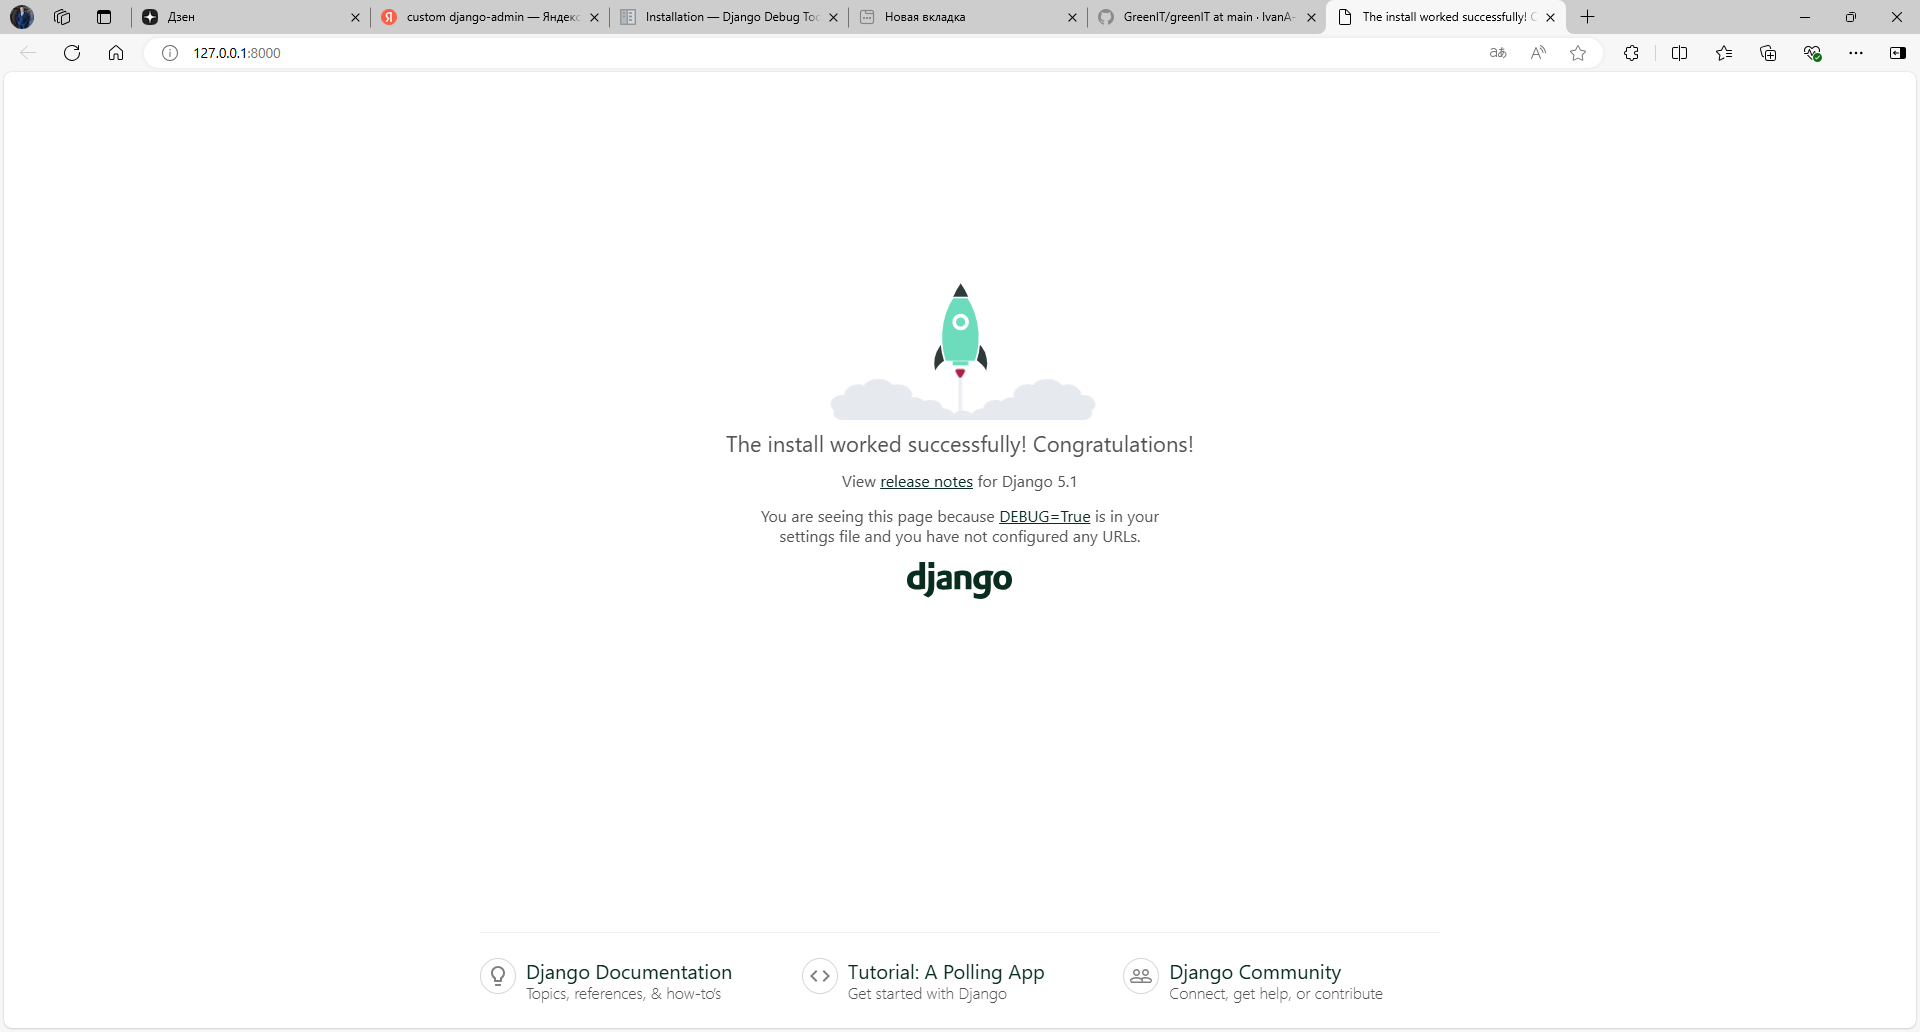 Дзен
custom django-admin — Яндекс
Installation — Django Debug Too
Новая вкладка
GreenIT/greenIT at main · IvanA-
The install worked successfully! C
127.0.0.1:8000
The install worked successfully! Congratulations!
View release notes for Django 5.1
You are seeing this page because DEBUG=True is in your
settings file and you have not configured any URLs.
django
Django Documentation
Topics, references, & how-to's
Tutorial: A Polling App
Get started with Django
Django Community
Connect, get help, or contribute